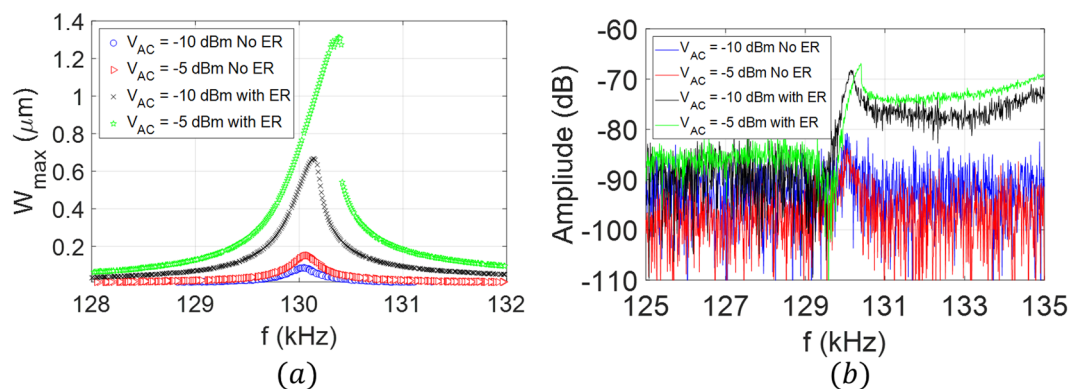 W_max (μm)
1.4
1.2
1
0.8
0.6
0.4
0.2
V_AC = -10 dBm No ER
V_AC = -5 dBm No ER
V_AC = -10 dBm with ER
V_AC = -5 dBm with ER
128
129
130
131
132
f (kHz)
(a)
Ampliude (dB)
-60
-70
-80
-90
-100
-110
V_AC = -10 dBm No ER
V_AC = -5 dBm No ER
V_AC = -10 dBm with ER
V_AC = -5 dBm with ER
125
127
129
131
133
135
f (kHz)
(b)